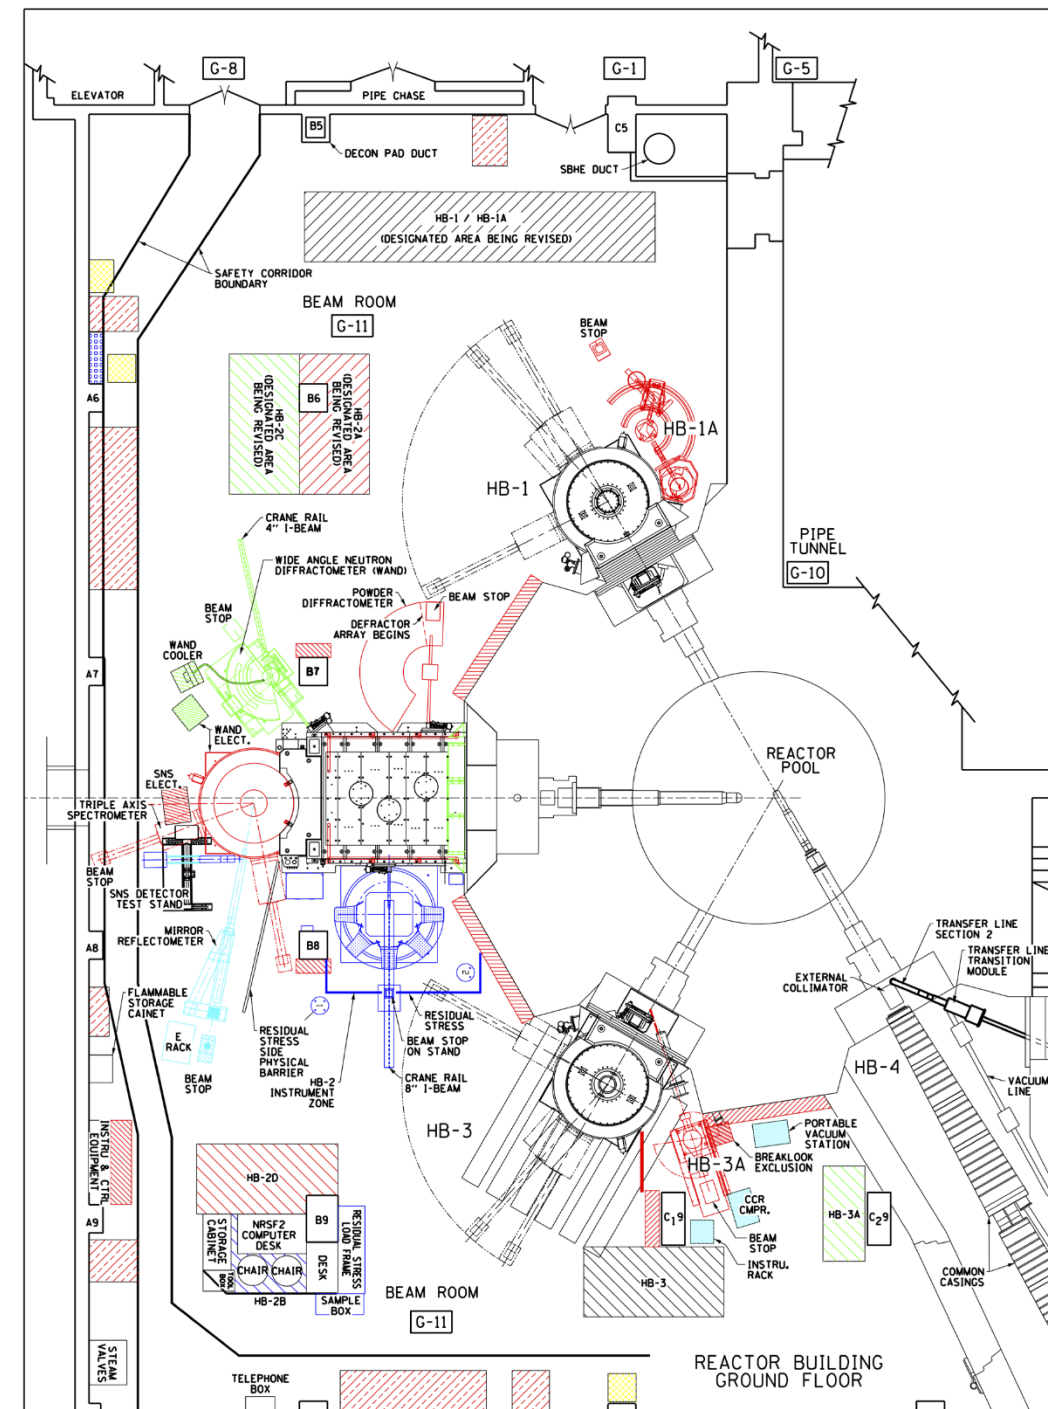 G-8
G-1
G-5
ELEVATOR
PIPE CHASE
B5
C5
DECON PAD DUCT
SBHE DUCT
HB-1 / HB-1A
(DESIGNATED AREA BEING REVISED)
SAFETY CORRIDOR
BOUNDARY
BEAM ROOM
G-11
BEAM
STOP
A6
B6
HB-2C
(DESIGNATED AREA
BEING REVISED)
HB-2A
(DESIGNATED AREA
BEING REVISED)
HB-1A
HB-1
CRANE RAIL
4" I-BEAM
WIDE ANGLE NEUTRON
DIFFRACTOMETER (WAND)
PIPE
TUNNEL
G-10
POWDER
DIFFRACTOMETER
BEAM STOP
BEAM
STOP
DEFRACTOR
ARRAY BEGINS
WAND
COOLER
A7
B7
WAND
ELECT.
REACTOR
POOL
SNS
ELECT.
TRIPLE AXIS
SPECTROMETER
BEAM
STOP
SNS DETECTOR
TEST STAND
MIRROR
REFLECTOMETER
A8
B8
TRANSFER LINE
SECTION 2
TRANSFER LINE
TRANSITION
MODULE
EXTERNAL
COLLIMATOR
FLAMMABLE
STORAGE
CAINET
2
1
RESIDUAL
STRESS
E
RACK
RESIDUAL
STRESS
SIDE
PHYSICAL
BARRIER
BEAM STOP
ON STAND
BEAM
STOP
HB-2
INSTRUMENT
ZONE
CRANE RAIL
8" I-BEAM
HB-4
VACUUM
LINE
HB-3
INSTRU & CTRL
EQUIPMENT
PORTABLE
VACUUM
STATION
BREAKLOOK
EXCLUSION
HB-3A
HB-2D
CCR
CMPR.
HB-3A
A9
STORAGE
CABINET
NRSF2
COMPUTER
DESK
B9
RESIDUAL STRESS
LOAD FRAME
C19
C29
BEAM
STOP
CHAIR
CHAIR
DESK
TOOL
BOX
INSTRU.
RACK
HB-3
COMMON
CASINGS
HB-2B
SAMPLE
BOX
BEAM ROOM
G-11
STEAM
VALVES
REACTOR BUILDING
GROUND FLOOR
TELEPHONE
BOX